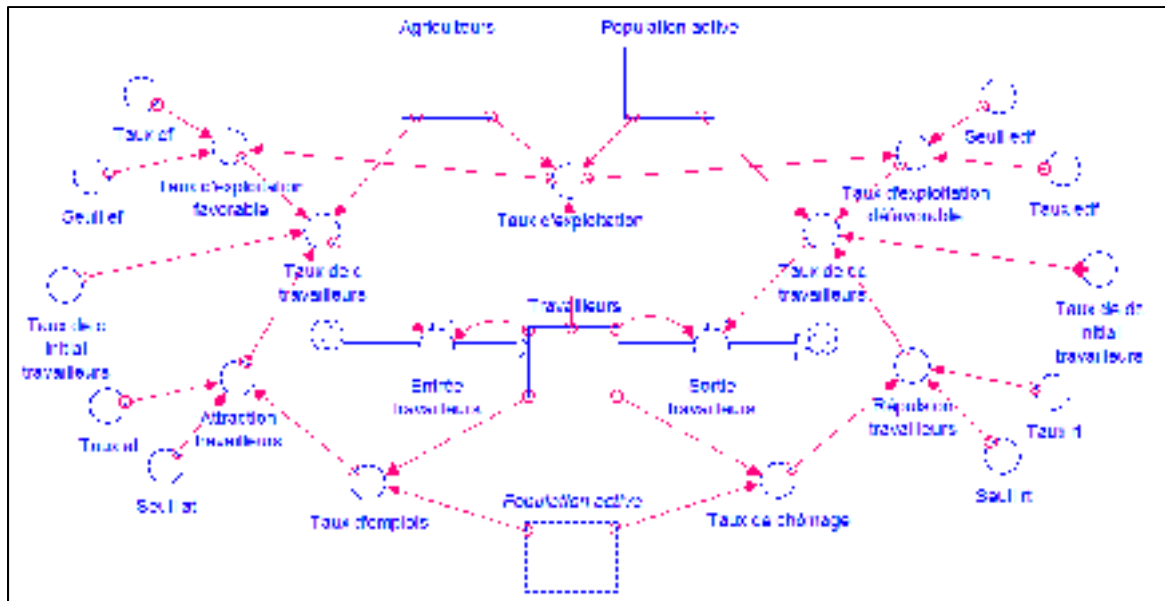 Agriculteurs
Population active
Taux ef
Seuil edf
Taux d'exploitation
favorable
Seuil ef
Taux d'exploitation
Taux d'exploitation
défavorable
Taux edf
Taux de c
travailleurs
Taux de
travailleurs
Travailleurs
Taux de c
initial
travailleurs
Taux de
initial
travailleurs
Entrée
travailleurs
Sortie
travailleurs
Attraction
travailleurs
Répulsion
travailleurs
Taux
Taux
Seuil at
Seuil rt
Population active
Taux d'emplois
Taux de chômage